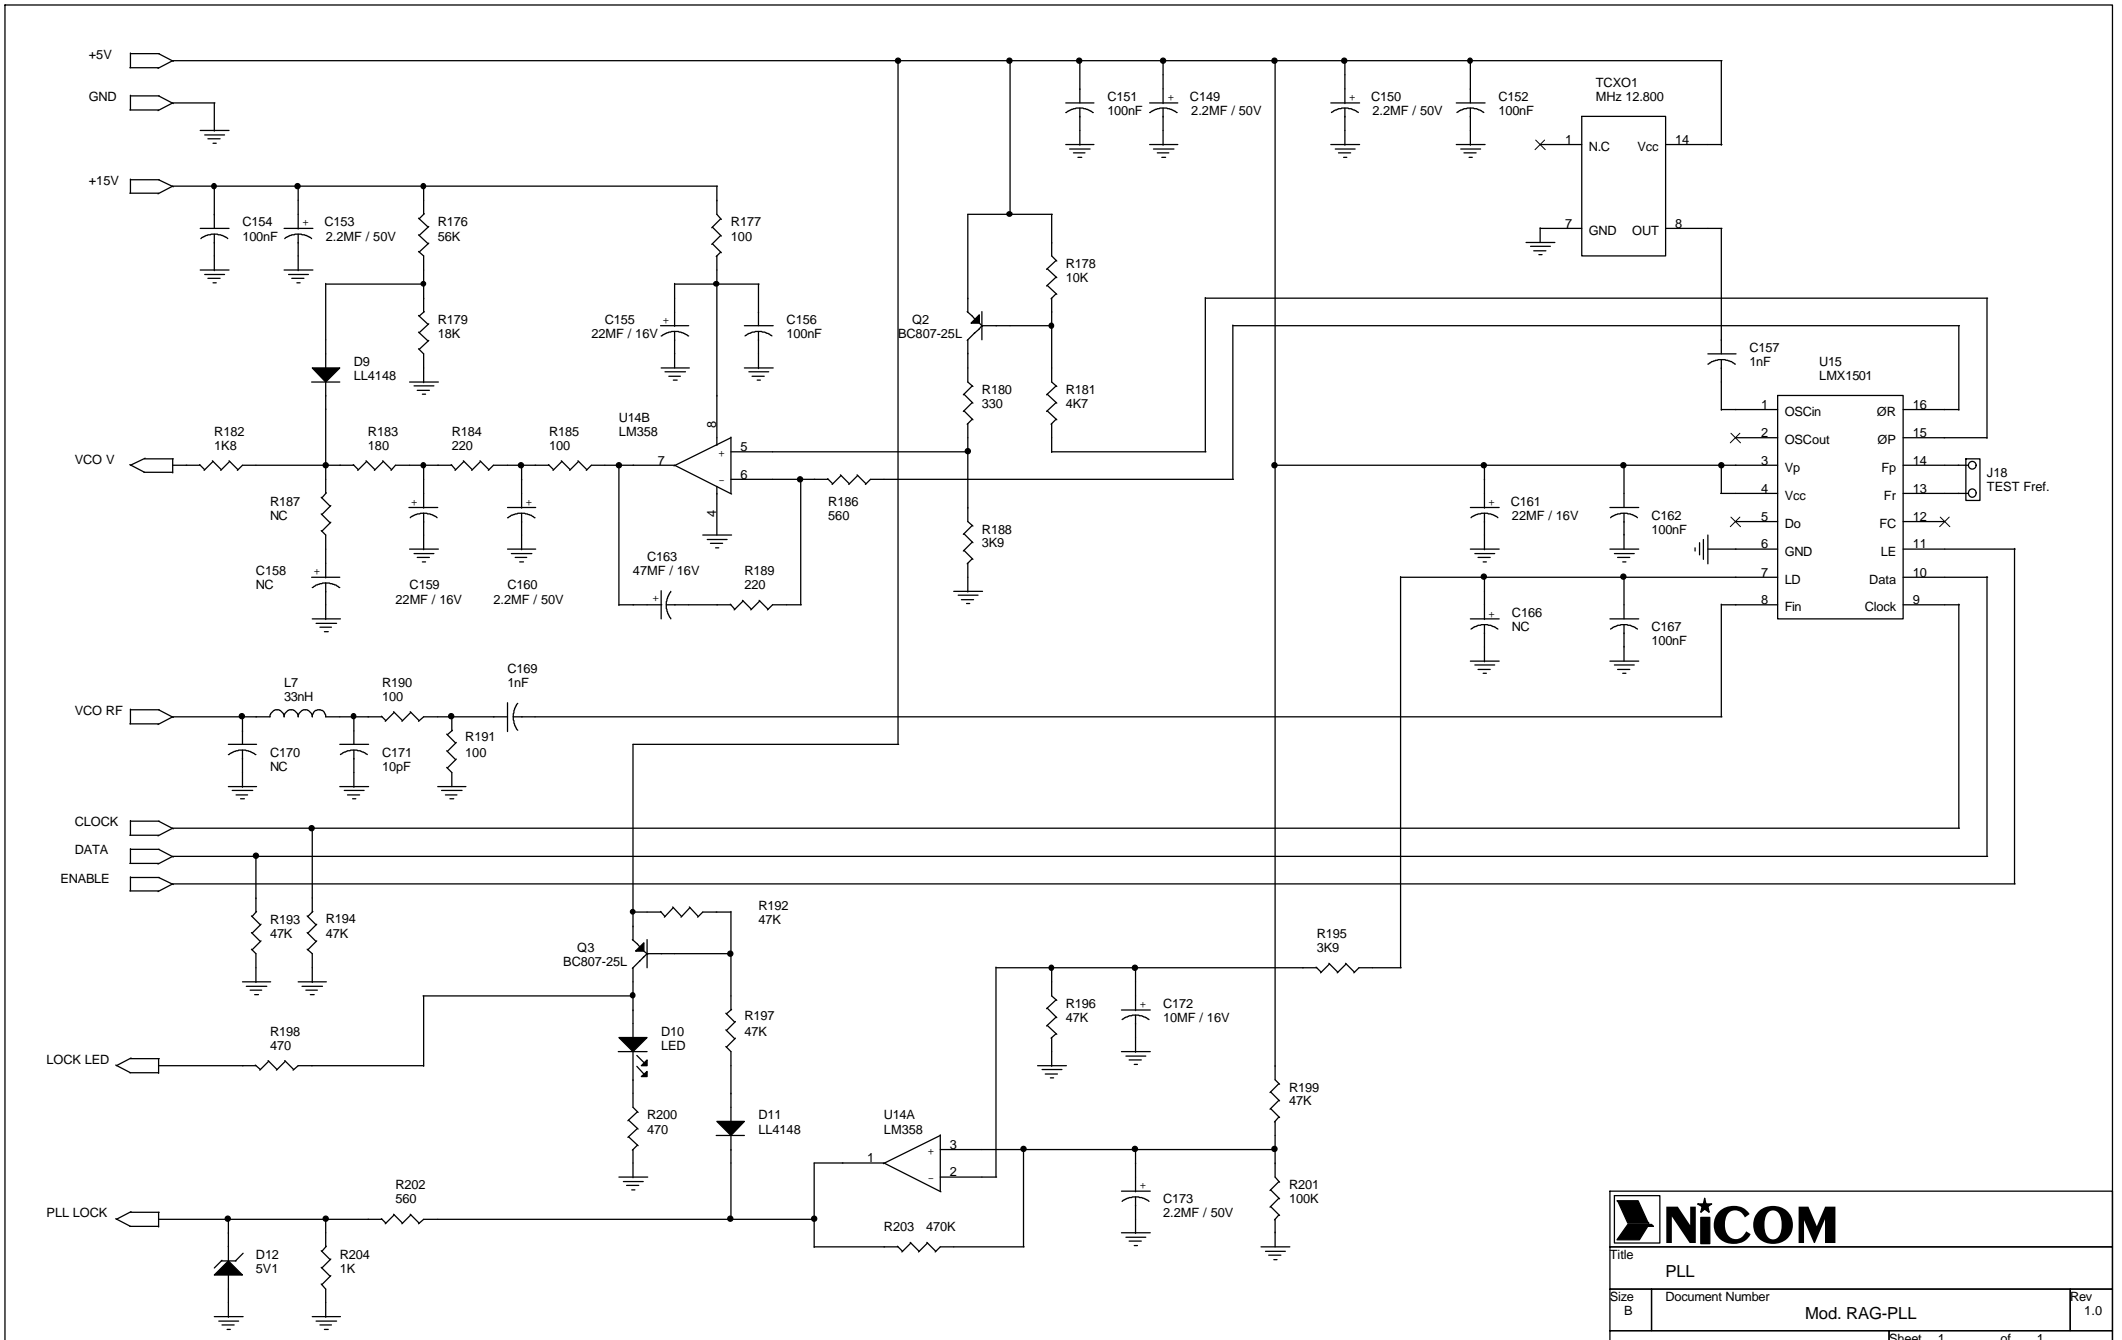 +5V
GND
+15V
C151
100nF
C149
2.2MF / 50V
C150
2.2MF / 50V
C152
100nF
TCXO1
MHz 12.800
1
N.C
Vcc
14
7
GND
OUT
8
C154
100nF
C153
2.2MF / 50V
R176
56K
R177
100
R178
10K
R179
18K
C155
22MF / 16V
C156
100nF
Q2
BC807-25L
D9
LL4148
R180
330
R181
4K7
C157
1nF
U15
LMX1501
1
OSCin
ØR
16
2
OSCout
ØP
15
3
Vp
Fp
14
4
Vcc
Fr
13
5
Do
FC
12
6
GND
LE
11
7
LD
Data
10
8
Fin
Clock
9
J18
TEST Fref.
VCO V
R182
1K8
R183
180
R184
220
R185
100
U14B
LM358
8
7
+
5
-
6
4
R186
560
R187
NC
R188
3K9
C158
NC
C159
22MF / 16V
C160
2.2MF / 50V
C163
47MF / 16V
R189
220
C161
22MF / 16V
C162
100nF
C166
NC
C167
100nF
VCO RF
L7
33nH
R190
100
C169
1nF
C170
NC
C171
10pF
R191
100
CLOCK
DATA
ENABLE
R193
47K
R194
47K
R192
47K
Q3
BC807-25L
R195
3K9
R196
47K
C172
10MF / 16V
R197
47K
R198
470
LOCK LED
D10
LED
R199
47K
R200
470
D11
LL4148
U14A
LM358
1
+
3
-
2
C173
2.2MF / 50V
R201
100K
R203 470K
PLL LOCK
R202
560
D12
5V1
R204
1K
NiCOM
Title
PLL
Size
B
Document Number
Mod. RAG-PLL
Rev
1.0
Sheet 1 of 1